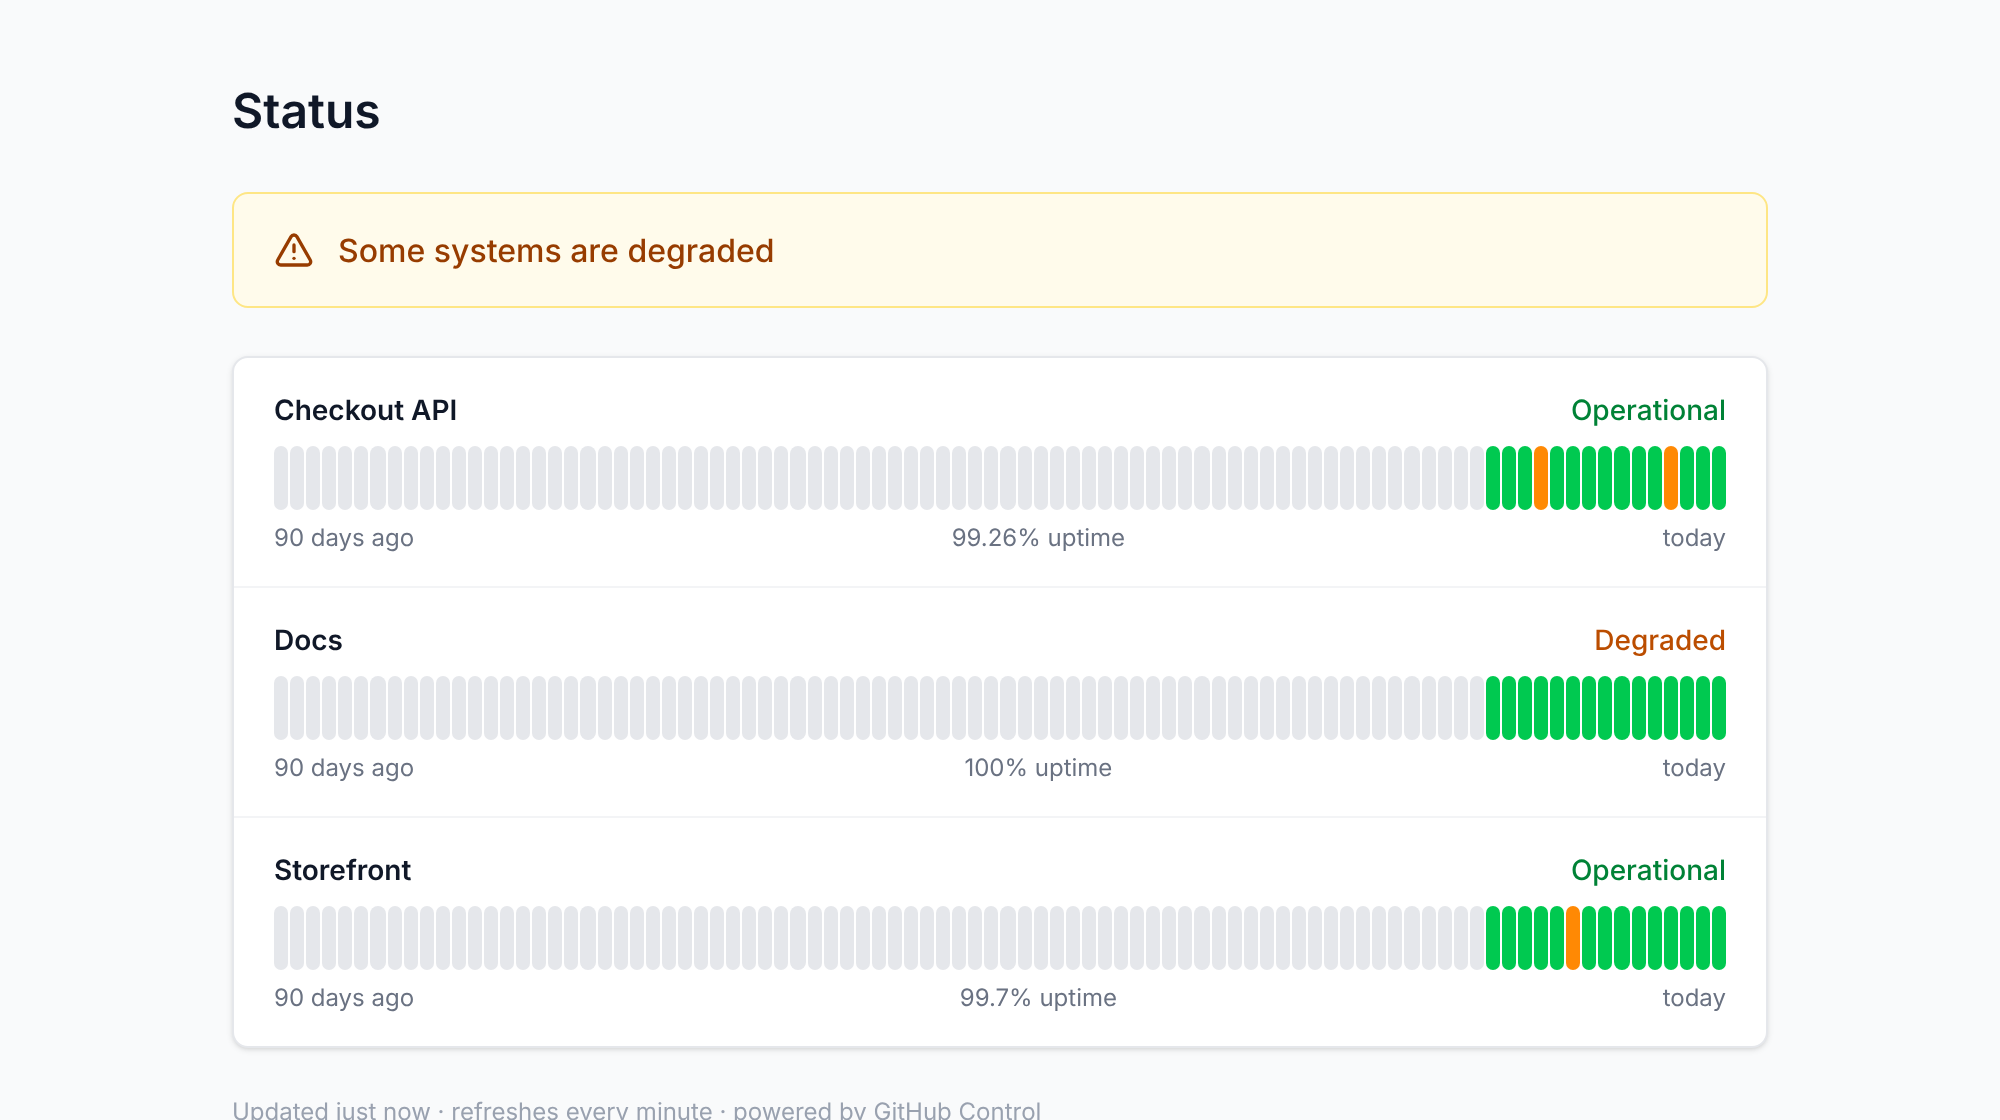 Status
Some systems are degraded
Checkout API
Operational
90 days ago
99.26% uptime
today
Docs
Degraded
90 days ago
100% uptime
today
Storefront
Operational
90 days ago
99.7% uptime
today
Updated just now · refreshes every minute · powered by GitHub Control